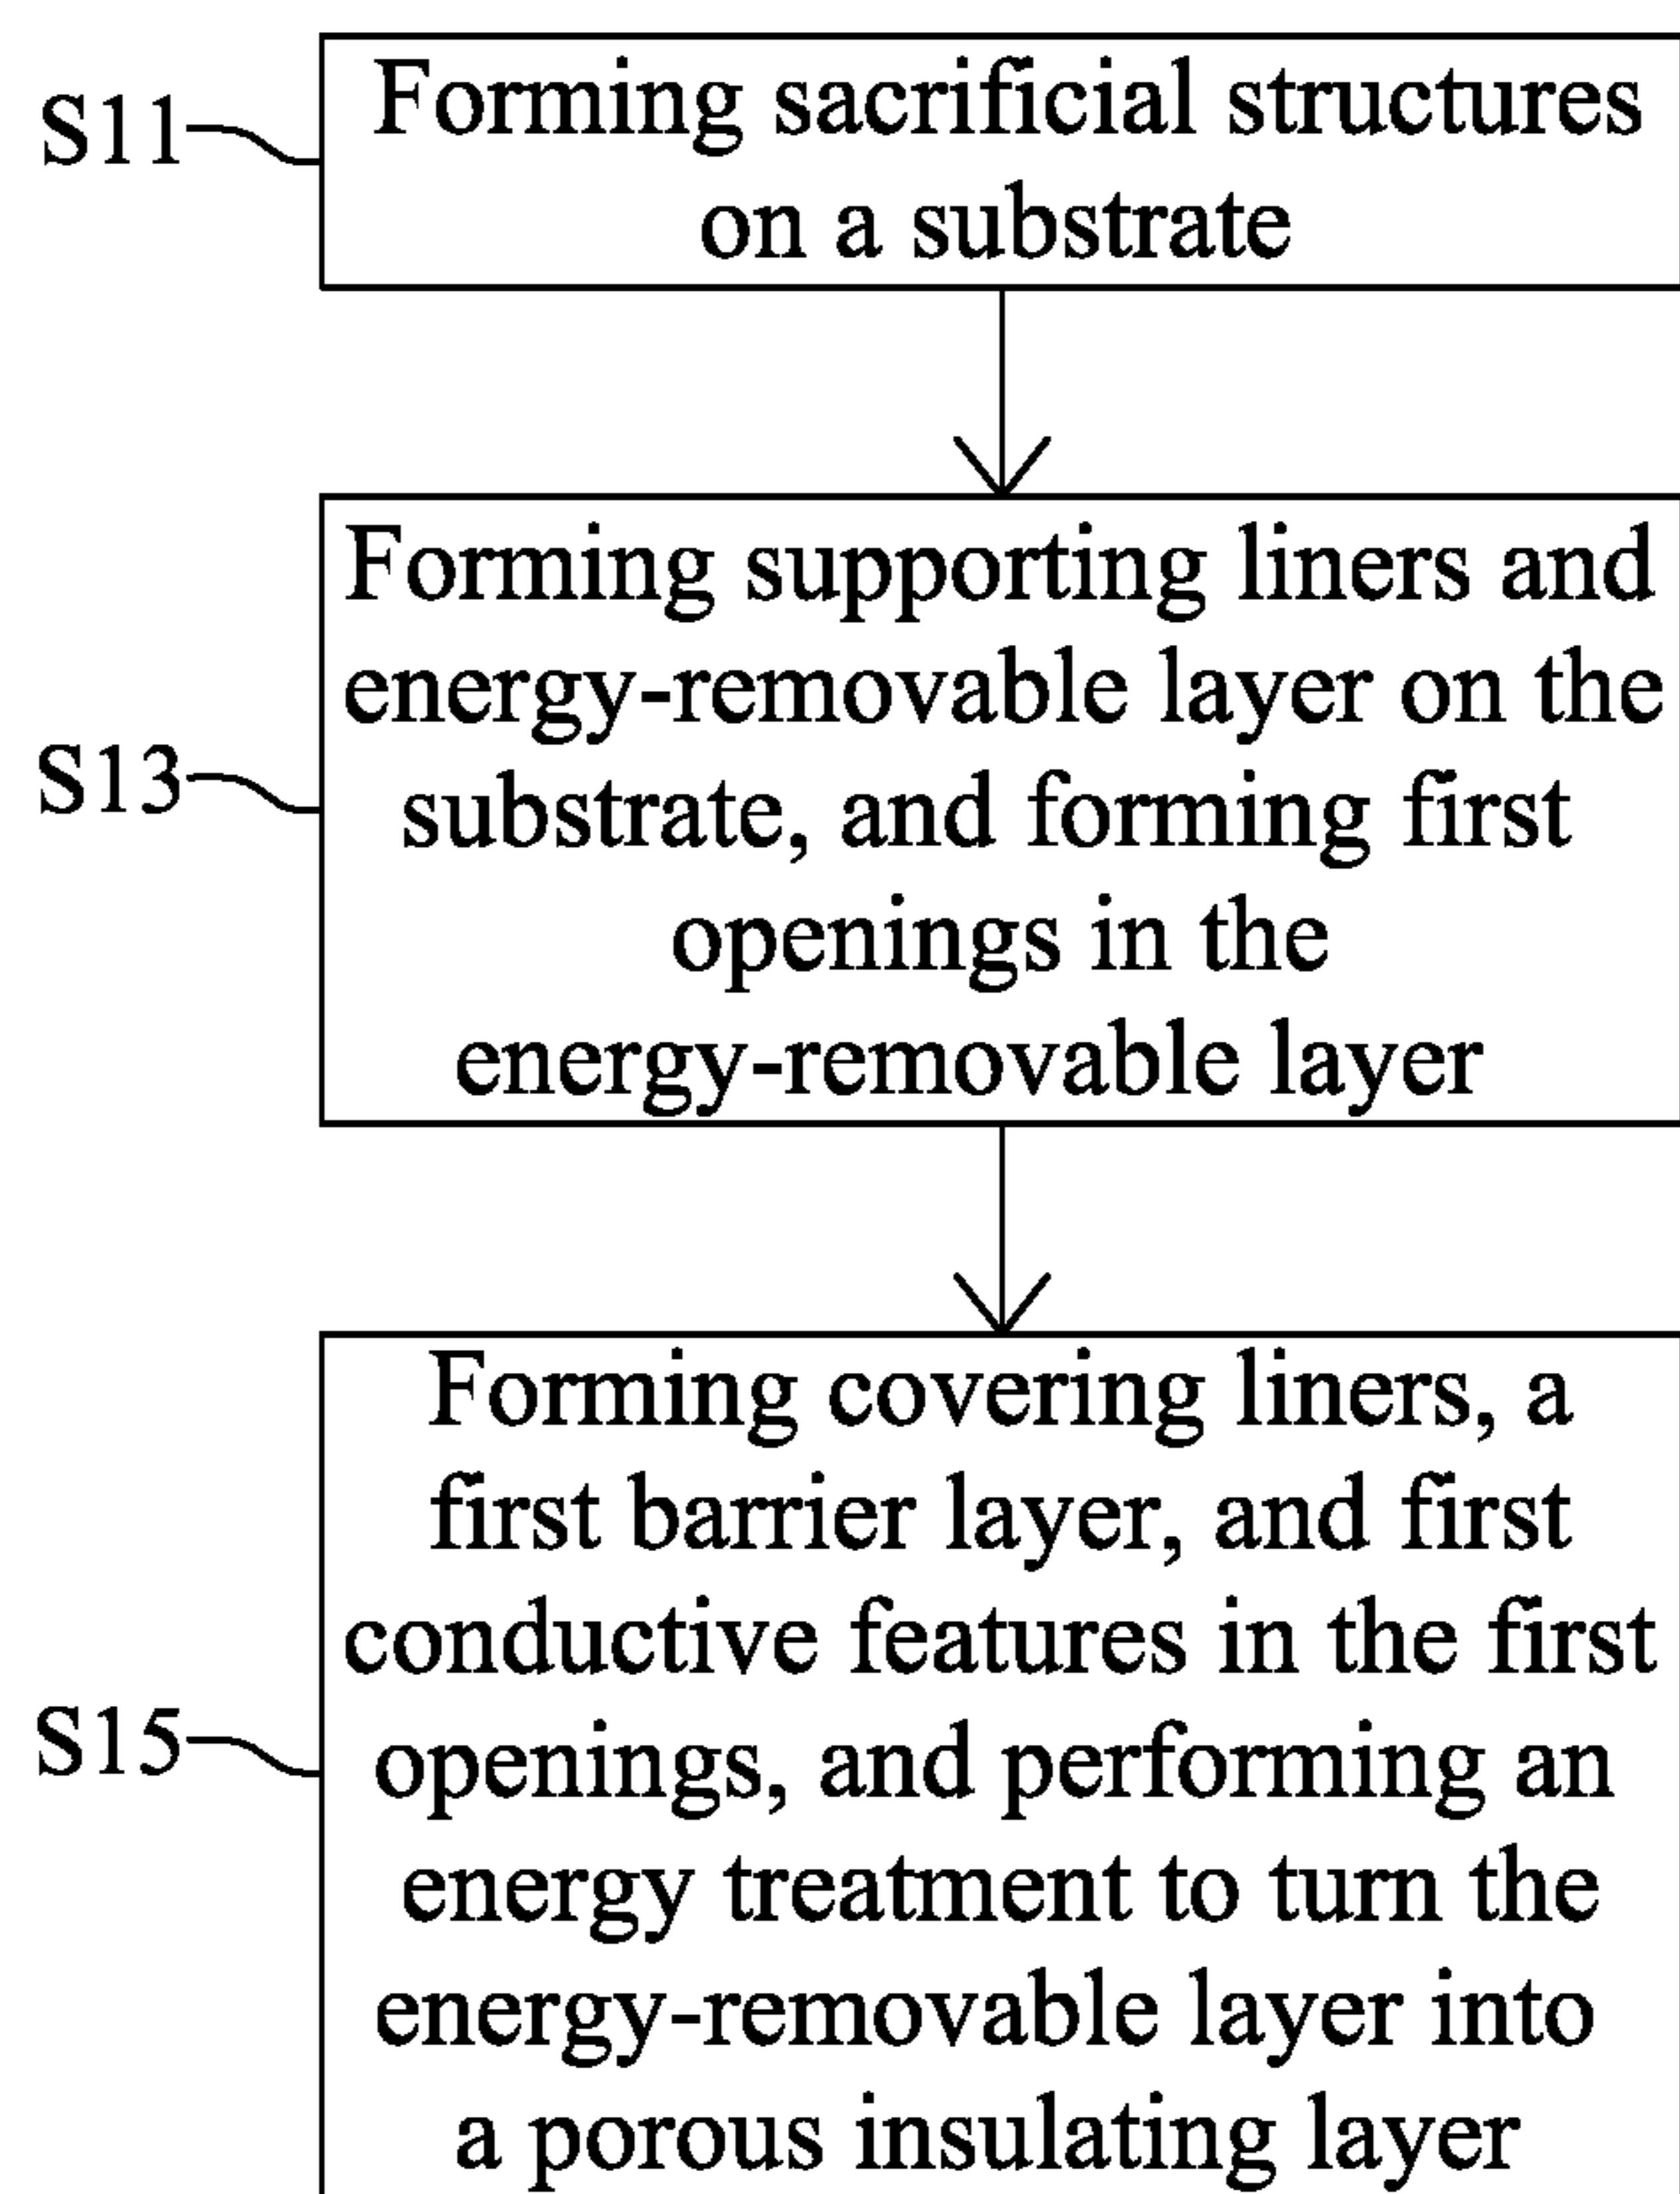 S11
Forming sacrificial structures
on a substrate
S13
Forming supporting liners and
energy-removable layer on the
substrate, and forming first
openings in the
energy-removable layer
S15
Forming covering liners, a
first barrier layer, and first
conductive features in the first
openings, and performing an
energy treatment to turn the
energy-removable layer into
a porous insulating layer